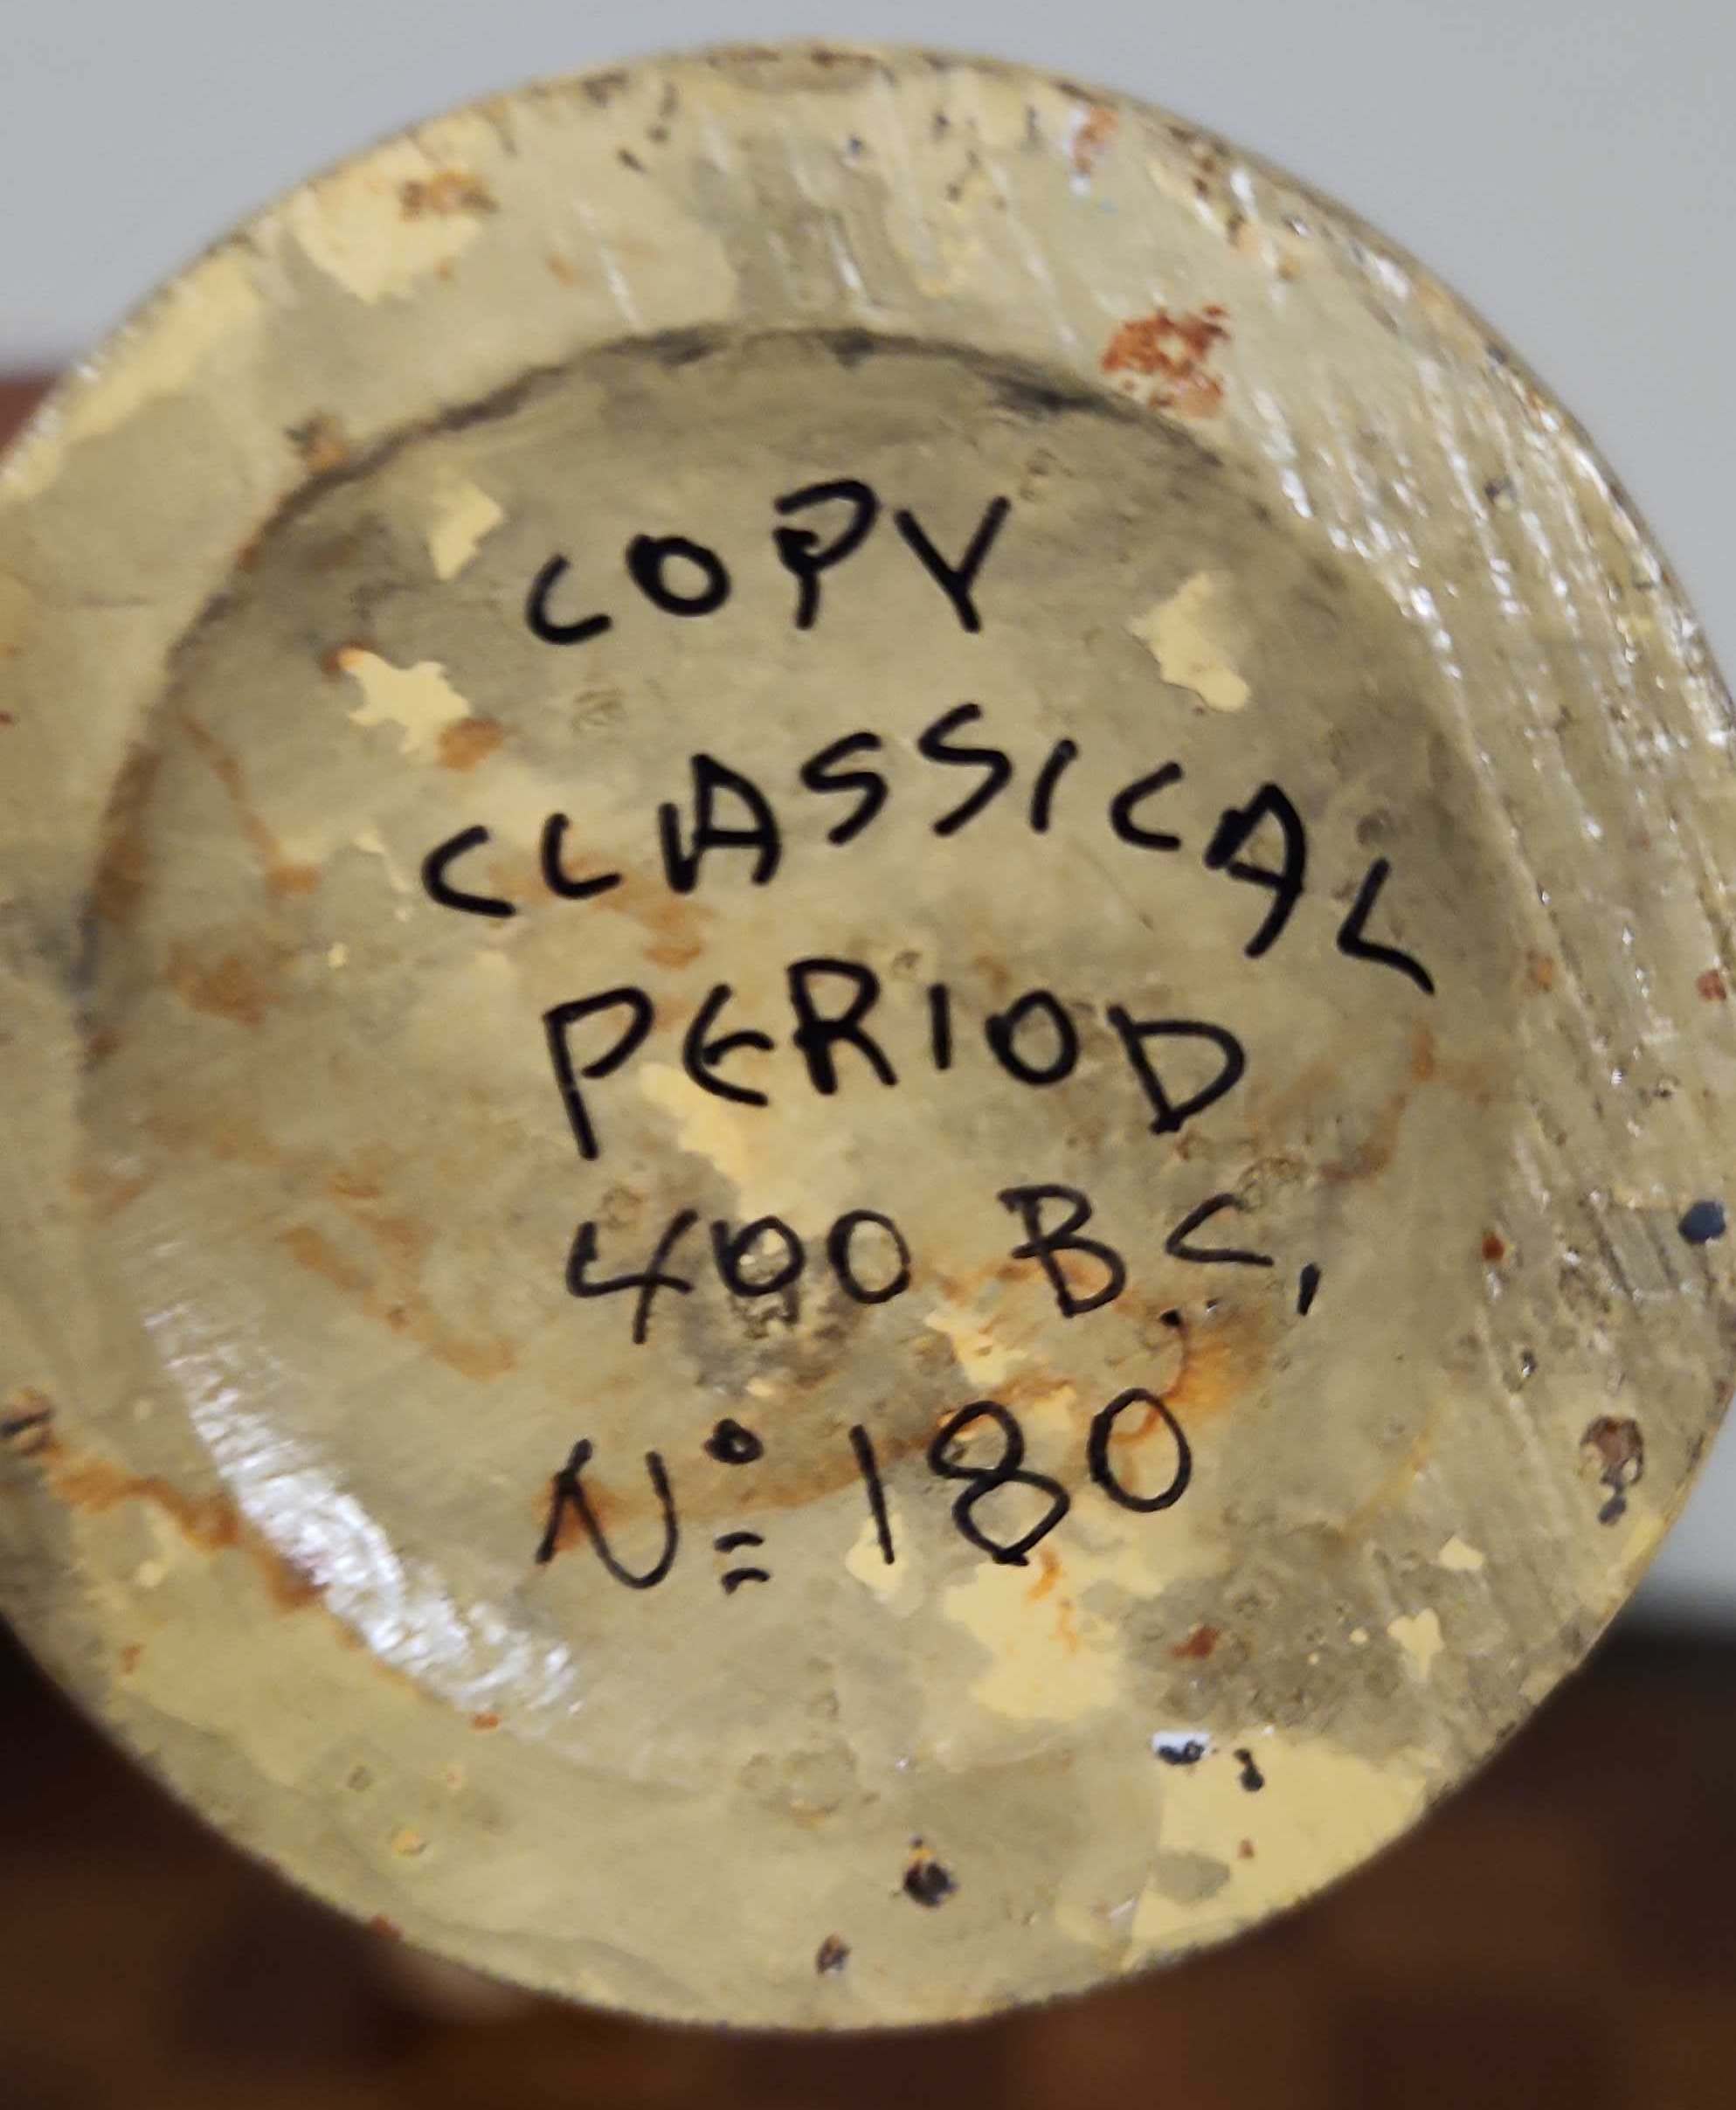 COPY
CLASSICAL
PERIOD
400 B.C.
Nº 180